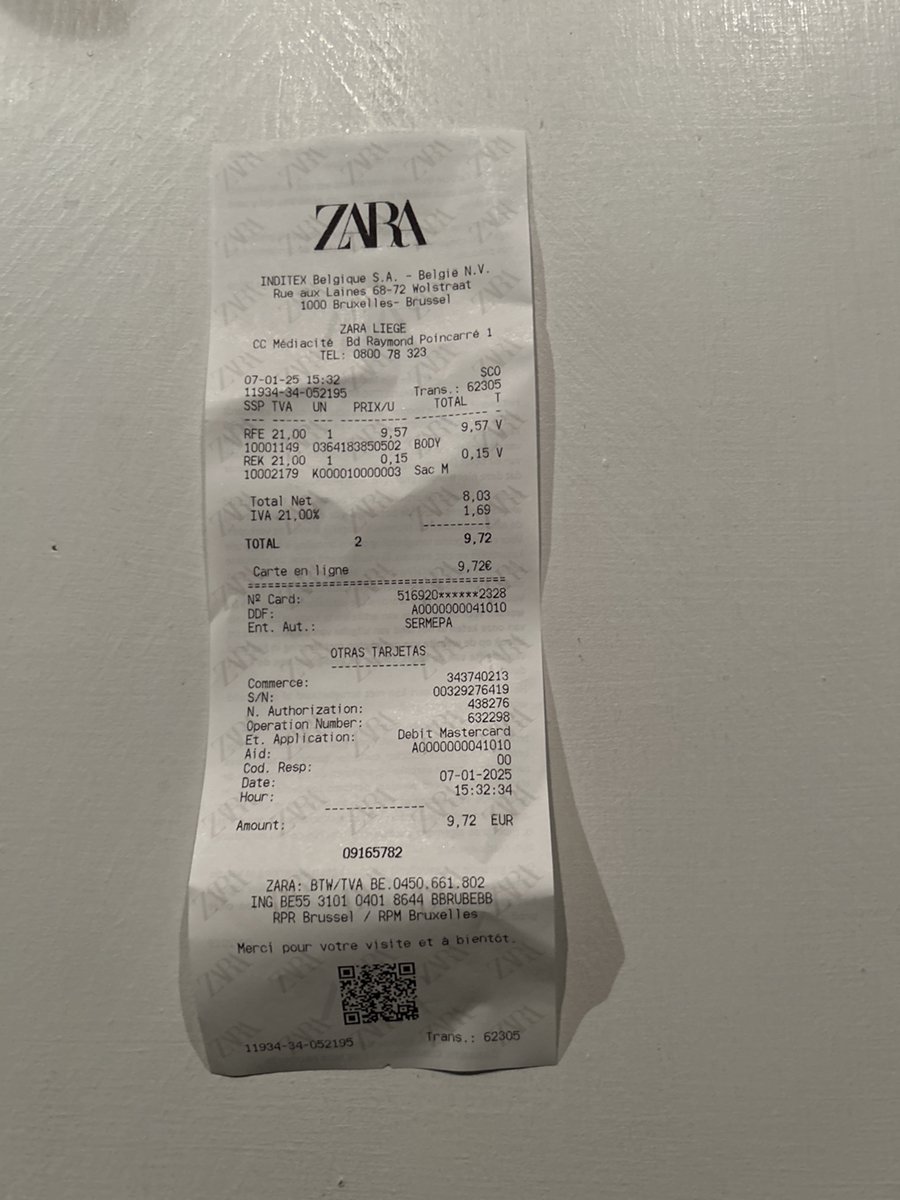 ZARA
INDITEX Belgique S.A. - België N.V.
Rue aux Laines 68-72 Wolstraat
1000 Bruxelles- Brussel
ZARA LIEGE
CC Médiacité Bd Raymond Poincarré 1
TEL: 0800 78 323
07-01-25 15:32 SCO
11934-34-052195 Trans.: 62305
SSP TVA UN PRIX/U TOTAL T
--- --- --- --------- ----------- -
RFE 21,00 1 9,57 9,57 V
10001149 0364183850502 BODY
REK 21,00 1 0,15 0,15 V
10002179 K000010000003 Sac M
Total Net 8,03
IVA 21,00% 1,69
----------
TOTAL 2 9,72
Carte en ligne 9,72€
======================================
Nº Card: 516920******2328
DDF: A0000000041010
Ent. Aut.: SERMEPA
OTRAS TARJETAS
--------------
Commerce: 343740213
S/N: 00329276419
N. Authorization: 438276
Operation Number: 632298
Et. Application: Debit Mastercard
Aid: A0000000041010
Cod. Resp: 00
Date: 07-01-2025
Hour: 15:32:34
--------------
Amount: 9,72 EUR
09165782
ZARA: BTW/TVA BE.0450.661.802
ING BE55 3101 0401 8644 BBRUBEBB
RPR Brussel / RPM Bruxelles
Merci pour votre visite et à bientôt.
11934-34-052195 Trans.: 62305